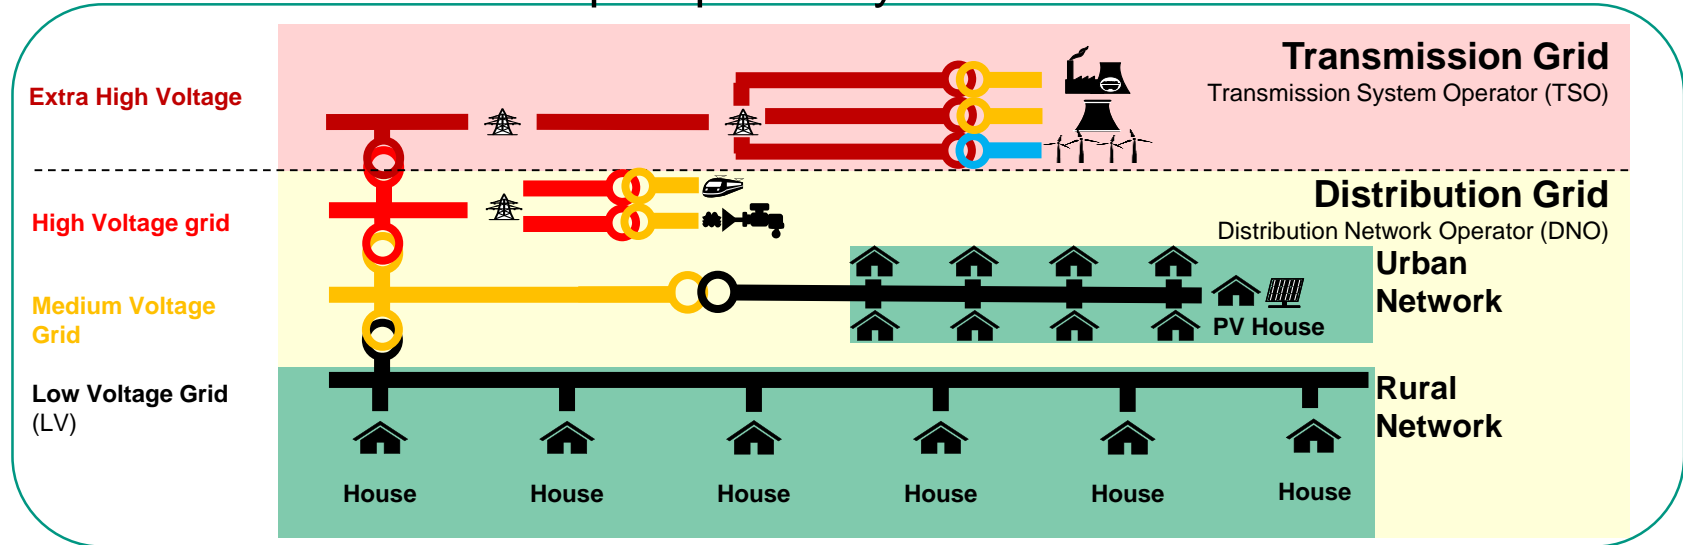 Extra High Voltage
Transmission Grid
Transmission System Operator (TSO)
High Voltage grid
Distribution Grid
Distribution Network Operator (DNO)
Urban
Network
Medium Voltage
Grid
PV House
Low Voltage Grid
(LV)
Rural
Network
House
House
House
House
House
House